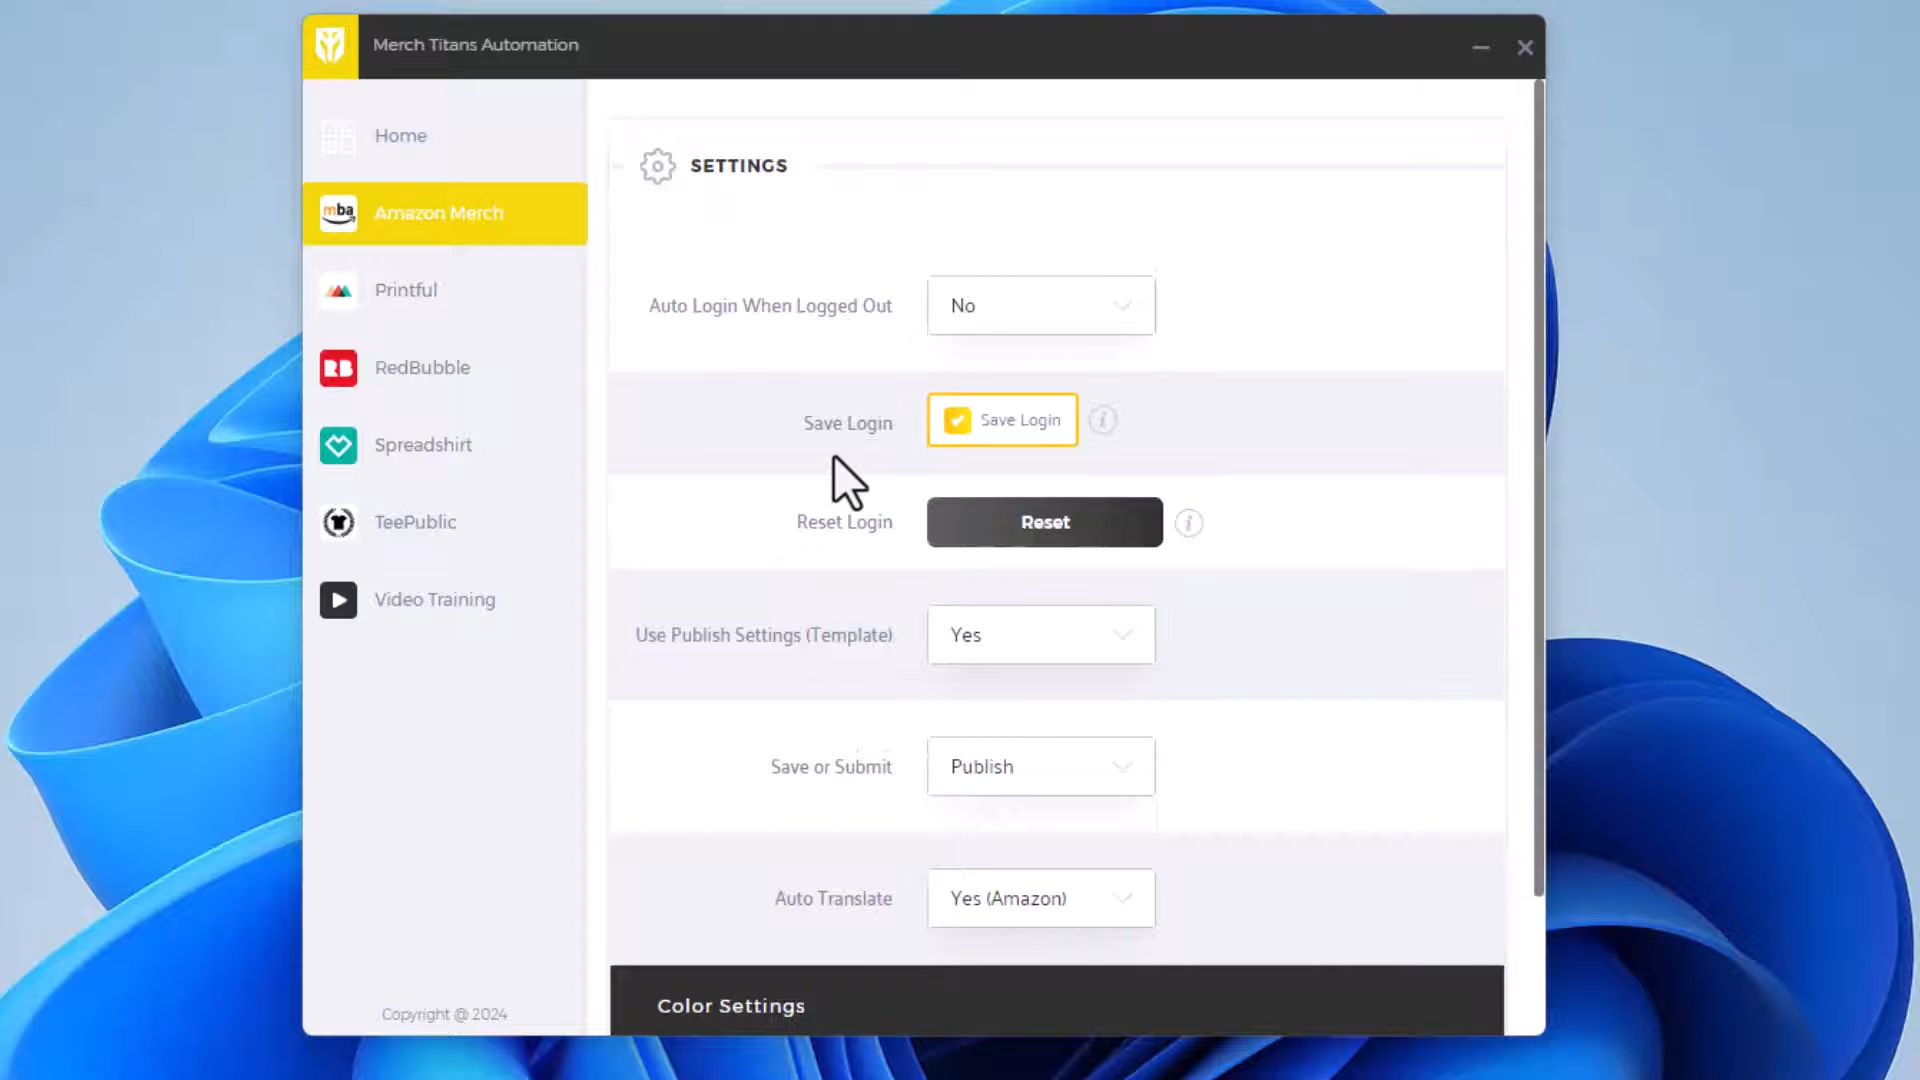 Merch Titans Automation
Home
mba
Amazon Merch
Printful
RB
RedBubble
Spreadshirt
TeePublic
Video Training
Copyright @ 2024
SETTINGS
Auto Login When Logged Out
No
Save Login
Save Login
i
Reset Login
Reset
i
Use Publish Settings (Template)
Yes
Save or Submit
Publish
Auto Translate
Yes (Amazon)
Color Settings